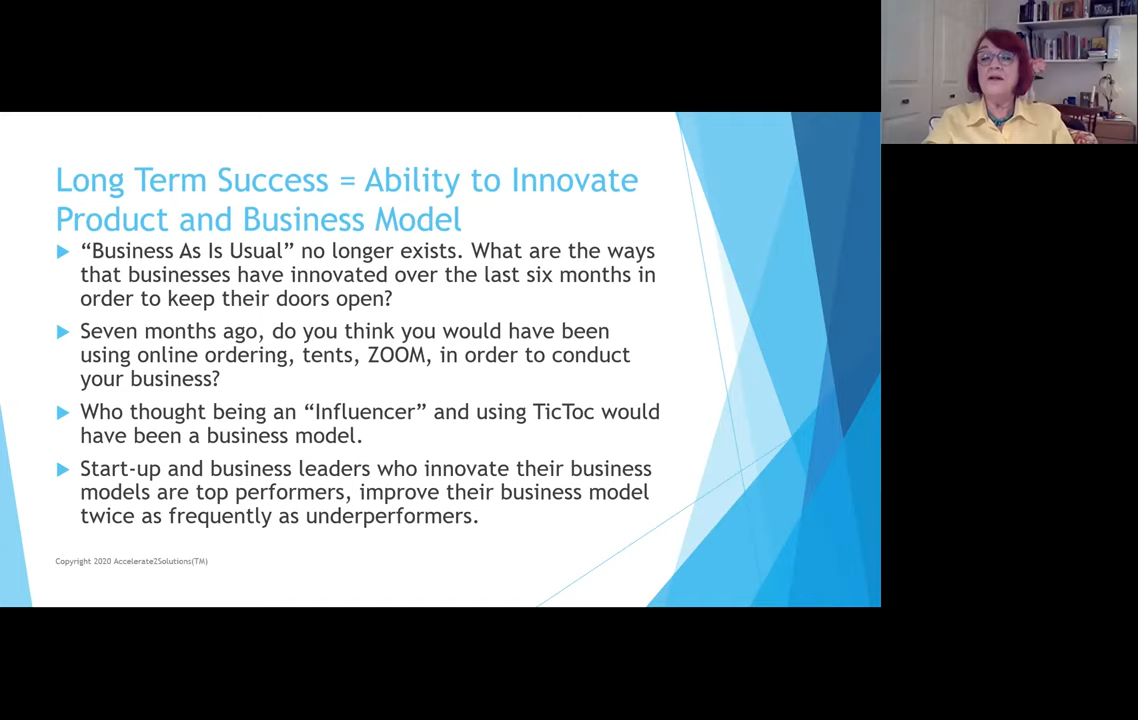 Long Term Success = Ability to Innovate
Product and Business Model
“Business As Is Usual” no longer exists. What are the ways
that businesses have innovated over the last six months in
order to keep their doors open?
Seven months ago, do you think you would have been
using online ordering, tents, ZOOM, in order to conduct
your business?
Who thought being an “Influencer” and using TicToc would
have been a business model.
Start-up and business leaders who innovate their business
models are top performers, improve their business model
twice as frequently as underperformers.
Copyright 2020 Accelerate2Solutions(TM)